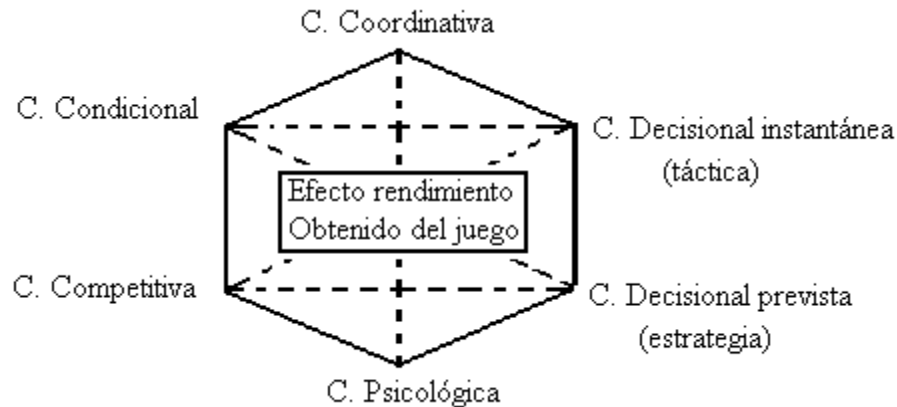 C. Coordinativa
C. Condicional
C. Decisional instantánea
(táctica)
Efecto rendimiento
Obtenido del juego
C. Competitiva
C. Decisional prevista
(estrategia)
C. Psicológica